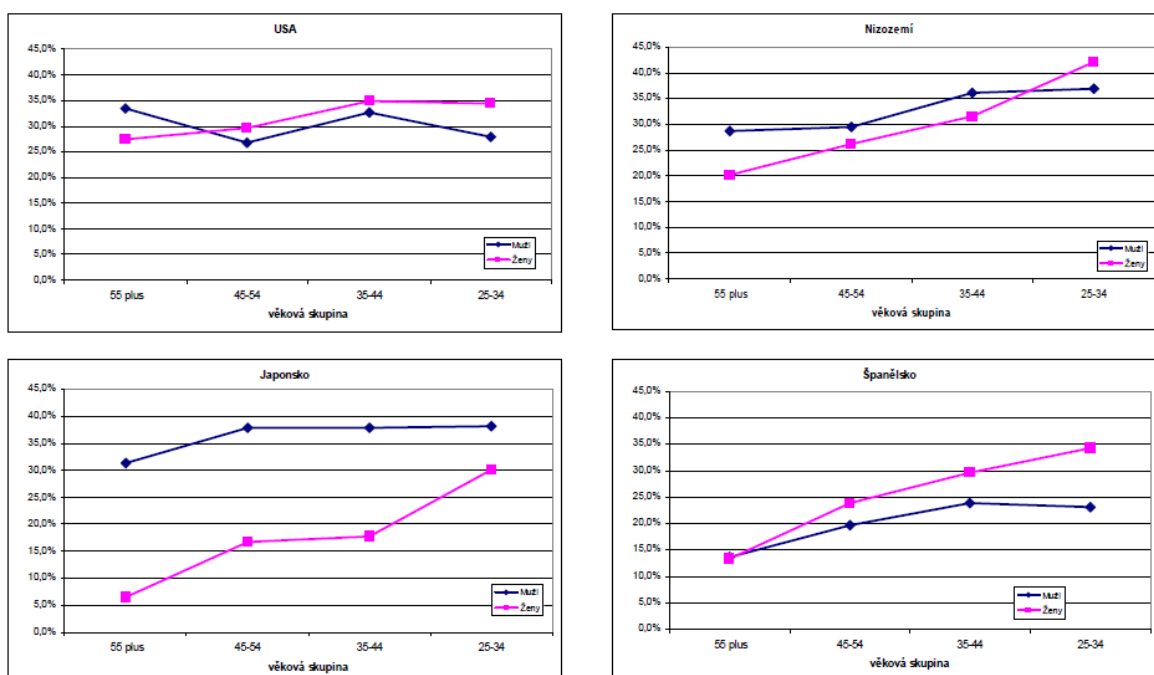 USA
45,0%
40,0%
35,0%
30,0%
25,0%
20,0%
15,0%
10,0%
5,0%
0,0%
Muži
Ženy
55 plus 45-54 35-44 25-34
věková skupina
Nizozemí
45,0%
40,0%
35,0%
30,0%
25,0%
20,0%
15,0%
10,0%
5,0%
0,0%
Muži
Ženy
55 plus 45-54 35-44 25-34
věková skupina
Japonsko
45,0%
40,0%
35,0%
30,0%
25,0%
20,0%
15,0%
10,0%
5,0%
0,0%
Muži
Ženy
55 plus 45-54 35-44 25-34
věková skupina
Španělsko
45,0%
40,0%
35,0%
30,0%
25,0%
20,0%
15,0%
10,0%
5,0%
0,0%
Muži
Ženy
55 plus 45-54 35-44 25-34
věková skupina